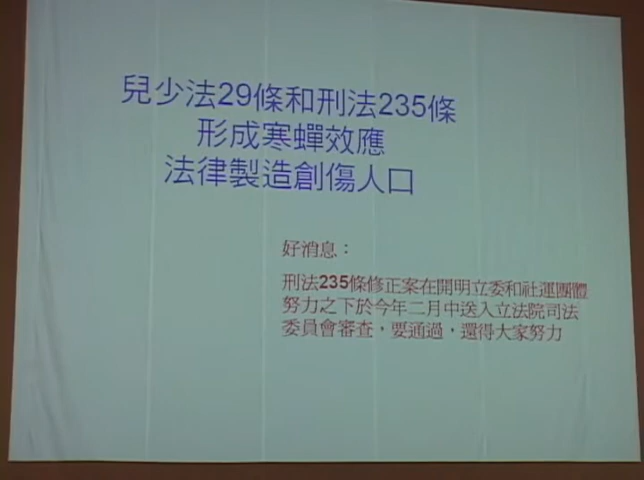 兒少法29條和刑法235條
形成寒蟬效應
法律製造創傷人口
好消息：
刑法235條修正案在開明立委和社運團體
努力之下於今年二月中送入立法院司法
委員會審查，要通過，還得大家努力